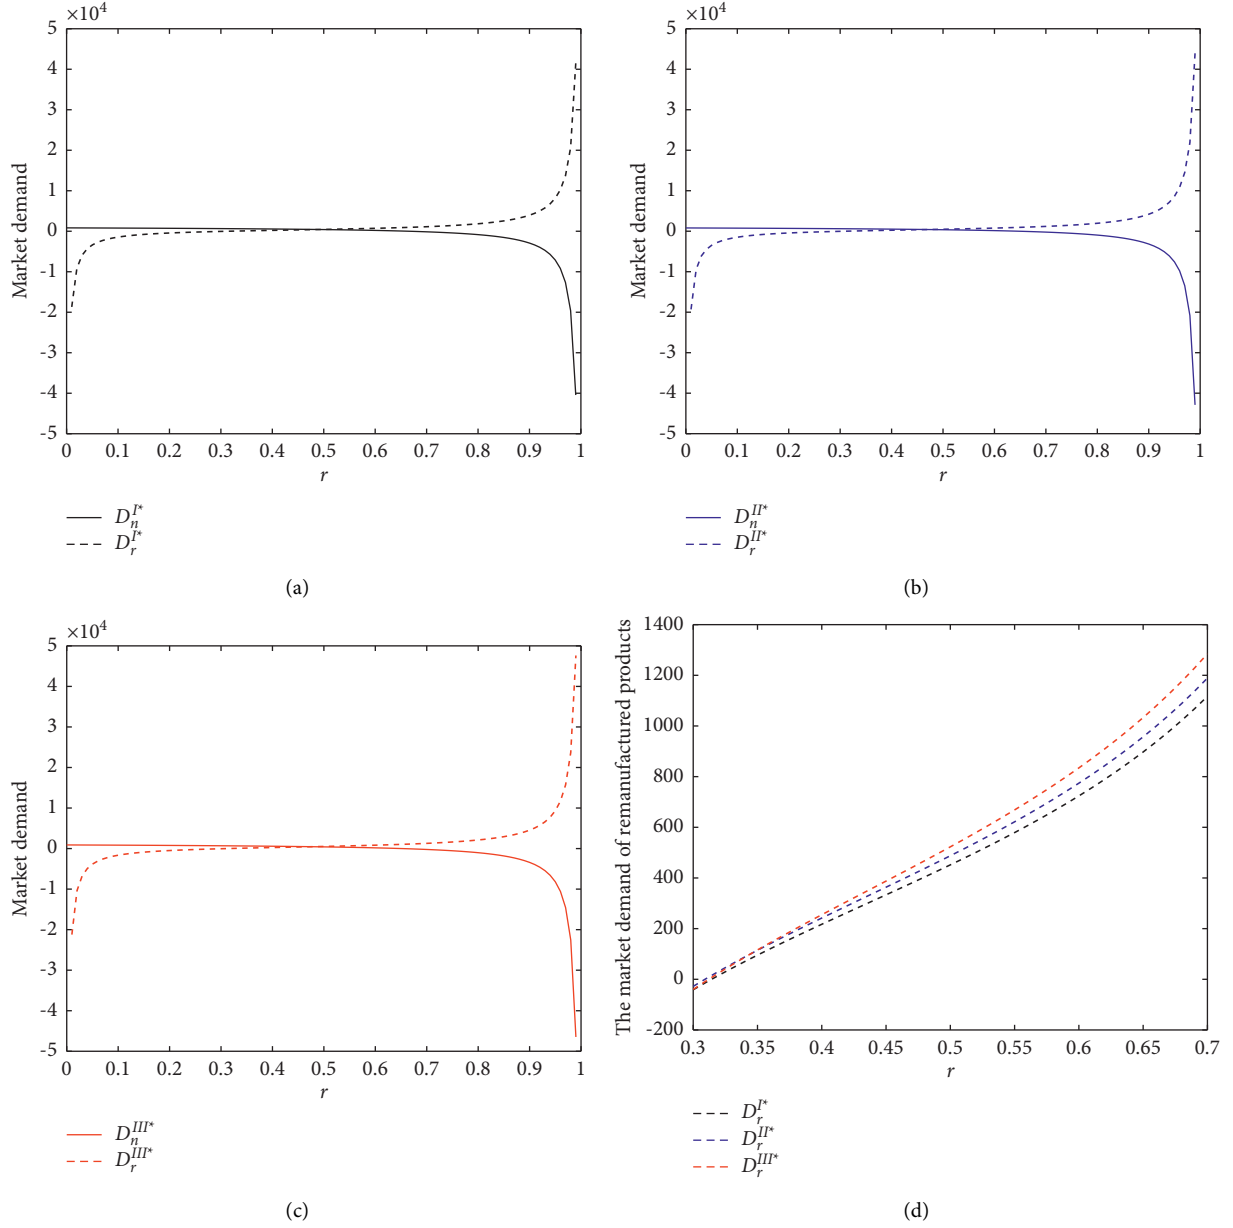 ×10⁴
5
4
3
2
1
0
-1
-2
-3
-4
-5
Market demand
0 0.1 0.2 0.3 0.4 0.5 0.6 0.7 0.8 0.9 1
r
D_n^{I*}
D_r^{I*}
(a)
×10⁴
5
4
3
2
1
0
-1
-2
-3
-4
-5
Market demand
0 0.1 0.2 0.3 0.4 0.5 0.6 0.7 0.8 0.9 1
r
D_n^{II*}
D_r^{II*}
(b)
×10⁴
5
4
3
2
1
0
-1
-2
-3
-4
-5
Market demand
0 0.1 0.2 0.3 0.4 0.5 0.6 0.7 0.8 0.9 1
r
D_n^{III*}
D_r^{III*}
(c)
1400
1200
1000
800
600
400
200
0
-200
The market demand of remanufactured products
0.3 0.35 0.4 0.45 0.5 0.55 0.6 0.65 0.7
r
D_r^{I*}
D_r^{II*}
D_r^{III*}
(d)